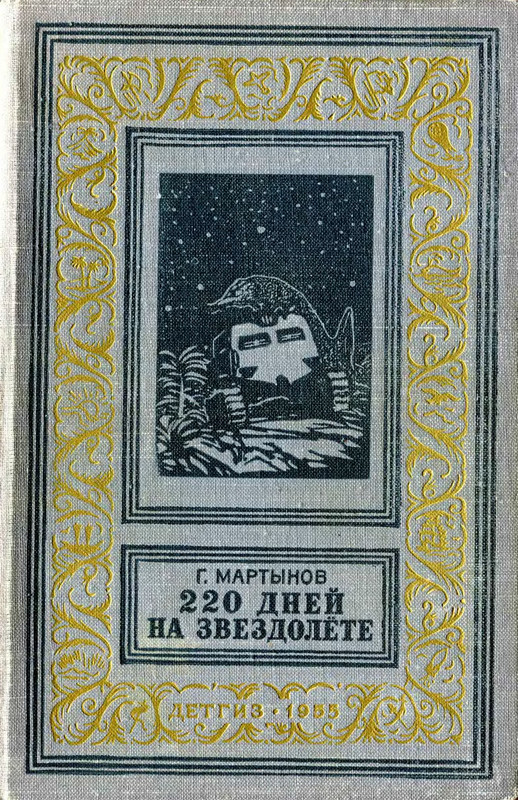 Г. МАРТЫНОВ
220 ДНЕЙ
НА ЗВЕЗДОЛЁТЕ
ДЕТГИЗ • 1955